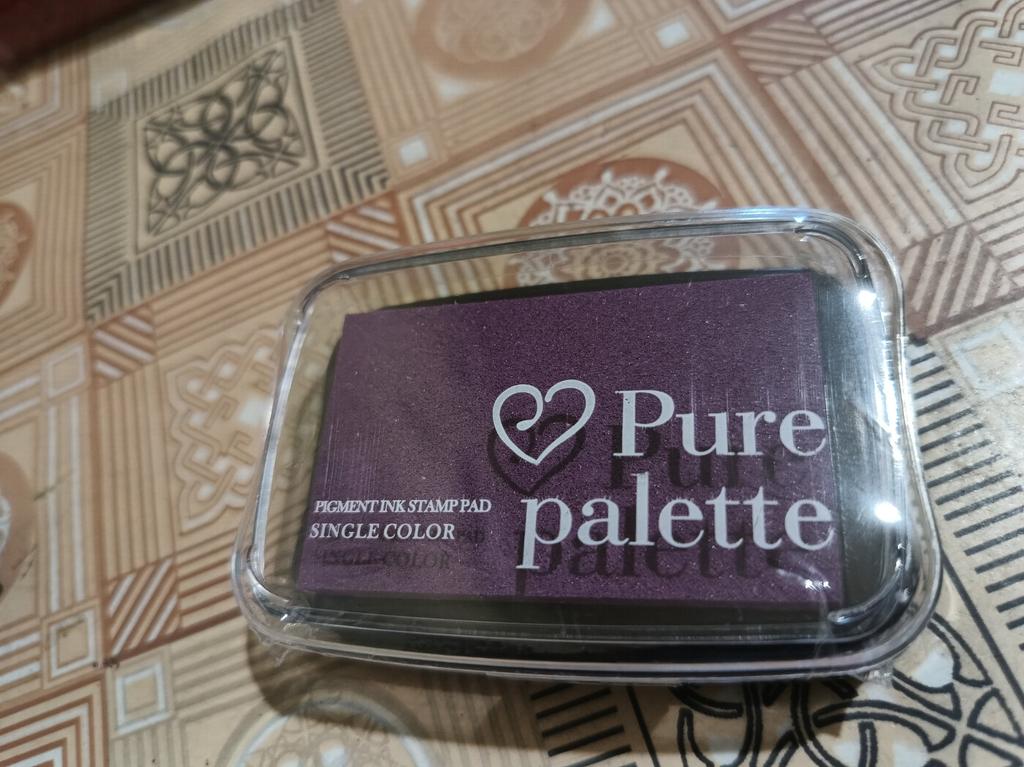 Pure
palette
PIGMENT INK STAMP PAD
SINGLE COLOR